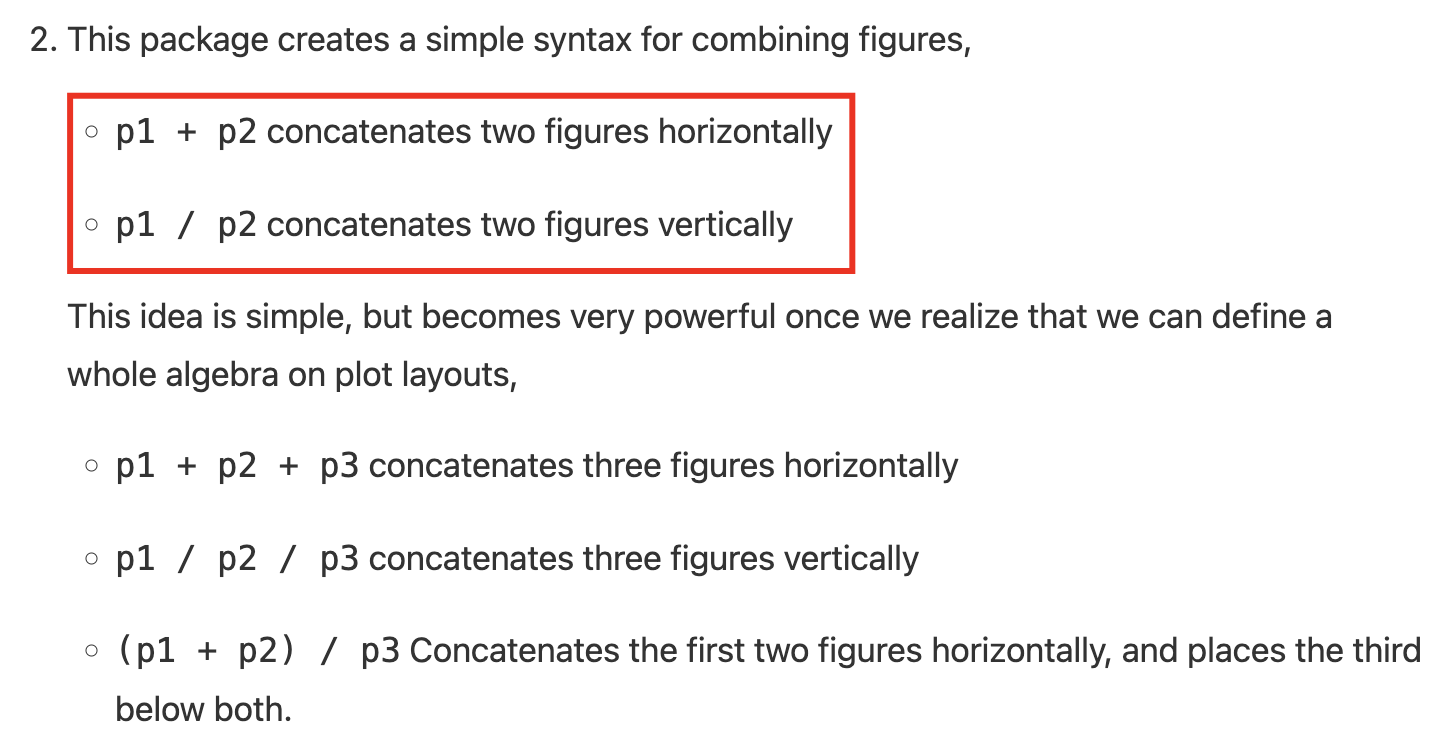 2. This package creates a simple syntax for combining figures,
○ p1 + p2 concatenates two figures horizontally
○ p1 / p2 concatenates two figures vertically
This idea is simple, but becomes very powerful once we realize that we can define a
whole algebra on plot layouts,
○ p1 + p2 + p3 concatenates three figures horizontally
○ p1 / p2 / p3 concatenates three figures vertically
○ (p1 + p2) / p3 Concatenates the first two figures horizontally, and places the third
below both.